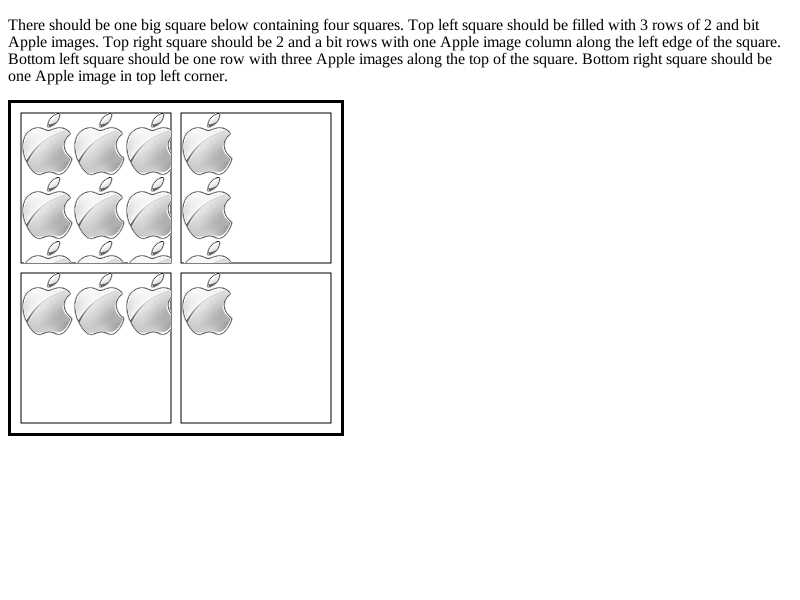 There should be one big square below containing four squares. Top left square should be filled with 3 rows of 2 and bit
Apple images. Top right square should be 2 and a bit rows with one Apple image column along the left edge of the square.
Bottom left square should be one row with three Apple images along the top of the square. Bottom right square should be
one Apple image in top left corner.